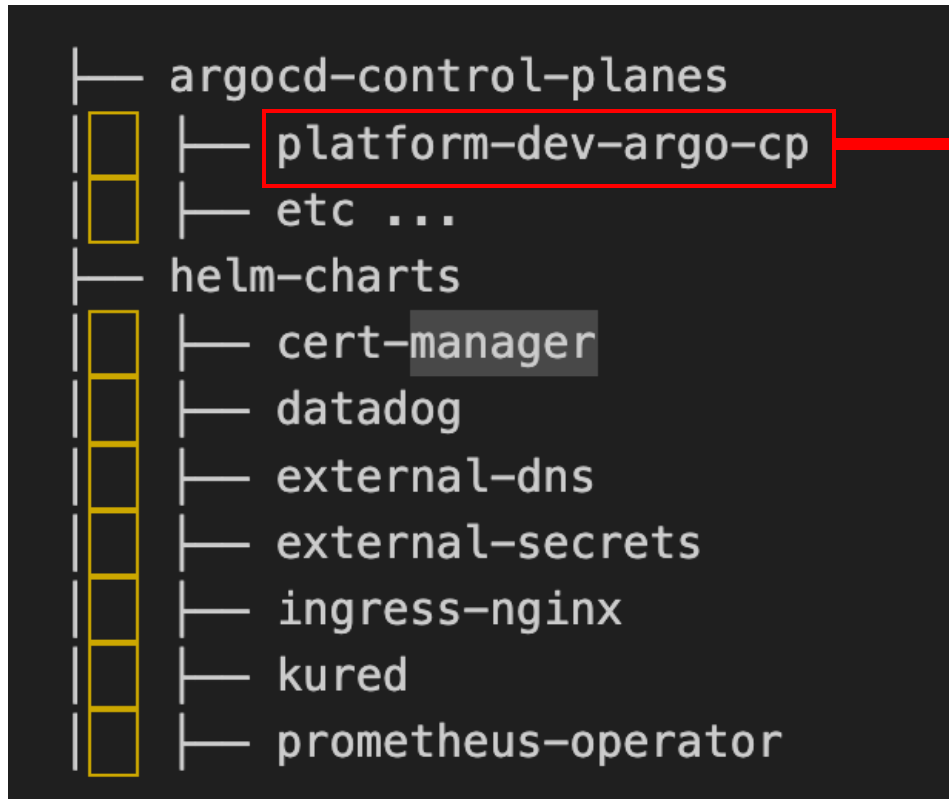 ├── argocd-control-planes
│   ├── platform-dev-argo-cp
│   ├── etc ...
├── helm-charts
│   ├── cert-manager
│   ├── datadog
│   ├── external-dns
│   ├── external-secrets
│   ├── ingress-nginx
│   ├── kured
│   ├── prometheus-operator